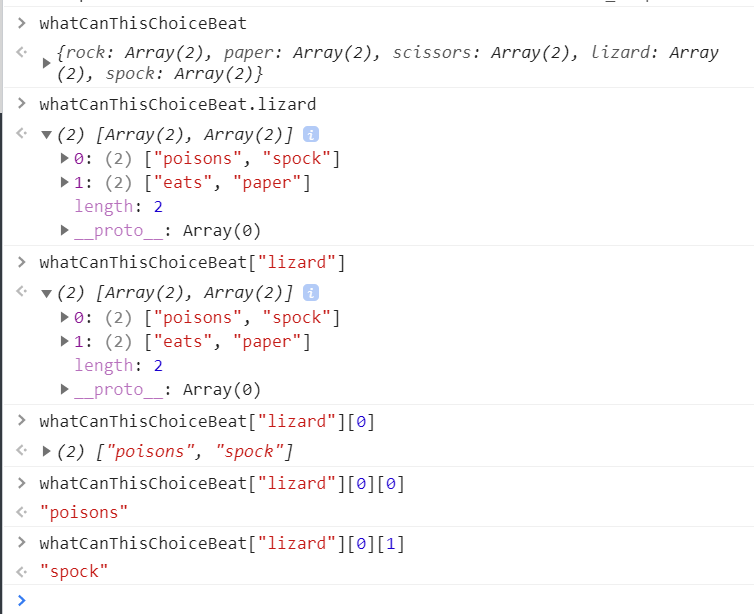 > whatCanThisChoiceBeat
<· ▶ {rock: Array(2), paper: Array(2), scissors: Array(2), lizard: Array
(2), spock: Array(2)}
> whatCanThisChoiceBeat.lizard
<· ▼ (2) [Array(2), Array(2)] i
▶ 0: (2) ["poisons", "spock"]
▶ 1: (2) ["eats", "paper"]
length: 2
▶ __proto__: Array(0)
> whatCanThisChoiceBeat["lizard"]
<· ▼ (2) [Array(2), Array(2)] i
▶ 0: (2) ["poisons", "spock"]
▶ 1: (2) ["eats", "paper"]
length: 2
▶ __proto__: Array(0)
> whatCanThisChoiceBeat["lizard"][0]
<· ▶ (2) ["poisons", "spock"]
> whatCanThisChoiceBeat["lizard"][0][0]
<· "poisons"
> whatCanThisChoiceBeat["lizard"][0][1]
<· "spock"
>